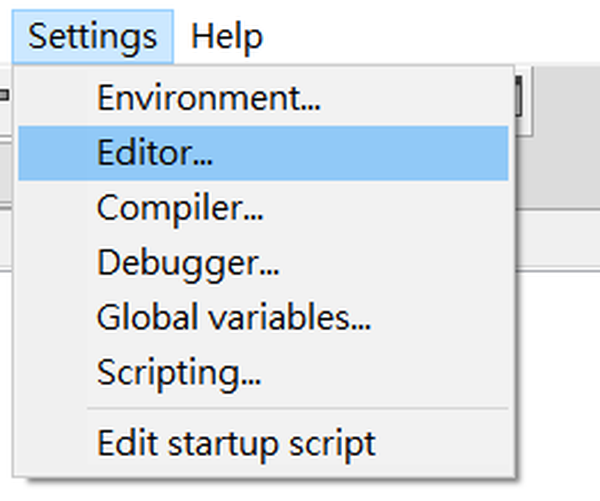 Settings Help
Environment...
Editor...
Compiler...
Debugger...
Global variables...
Scripting...
Edit startup script